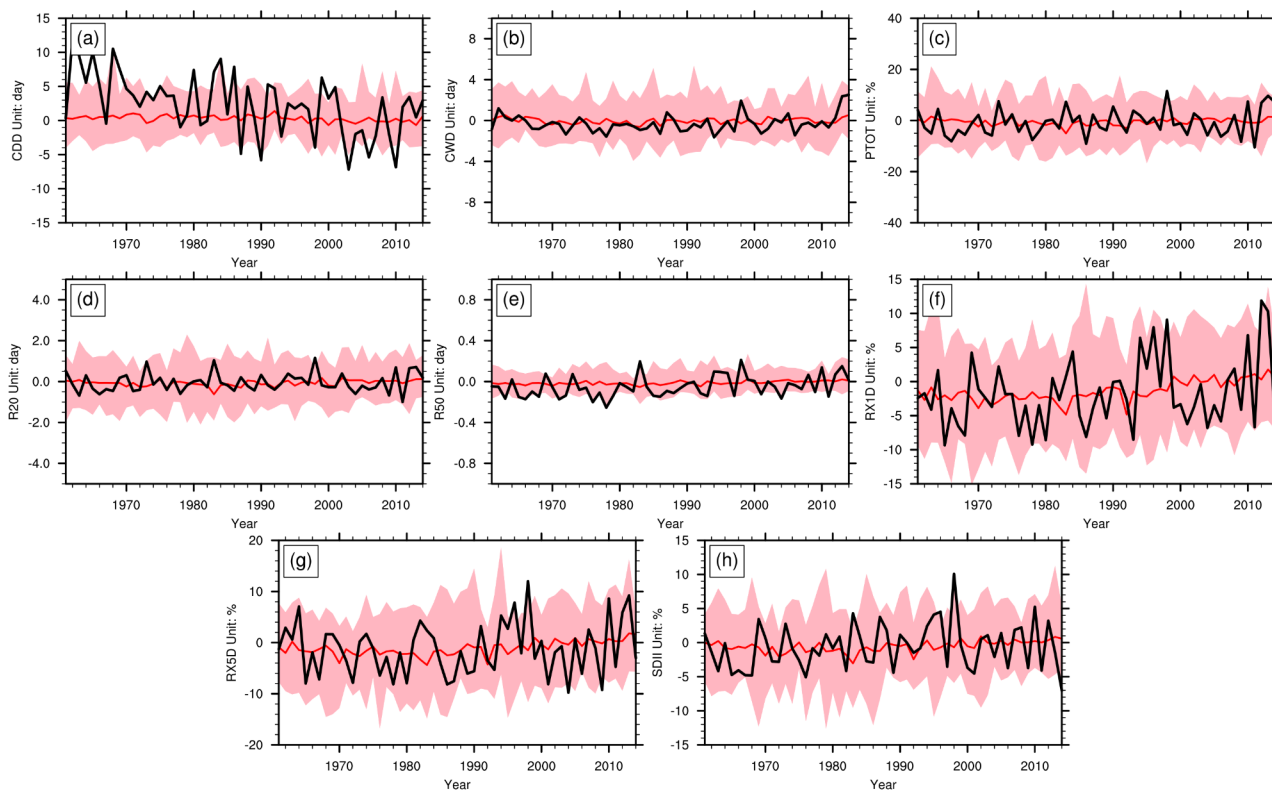 (a)
CDD Unit: day
15
10
5
0
-5
-10
-15
1970 1980 1990 2000 2010
Year
(b)
CWD Unit: day
8
4
0
-4
-8
1970 1980 1990 2000 2010
Year
(c)
PTOT Unit: %
40
20
0
-20
-40
1970 1980 1990 2000 2010
Year
(d)
R20 Unit: day
4.0
2.0
0.0
-2.0
-4.0
1970 1980 1990 2000 2010
Year
(e)
R50 Unit: day
0.8
0.4
0.0
-0.4
-0.8
1970 1980 1990 2000 2010
Year
(f)
RX1D Unit: %
15
10
5
0
-5
-10
-15
1970 1980 1990 2000 2010
Year
(g)
RX5D Unit: %
20
10
0
-10
-20
1970 1980 1990 2000 2010
Year
(h)
SDII Unit: %
15
10
5
0
-5
-10
-15
1970 1980 1990 2000 2010
Year